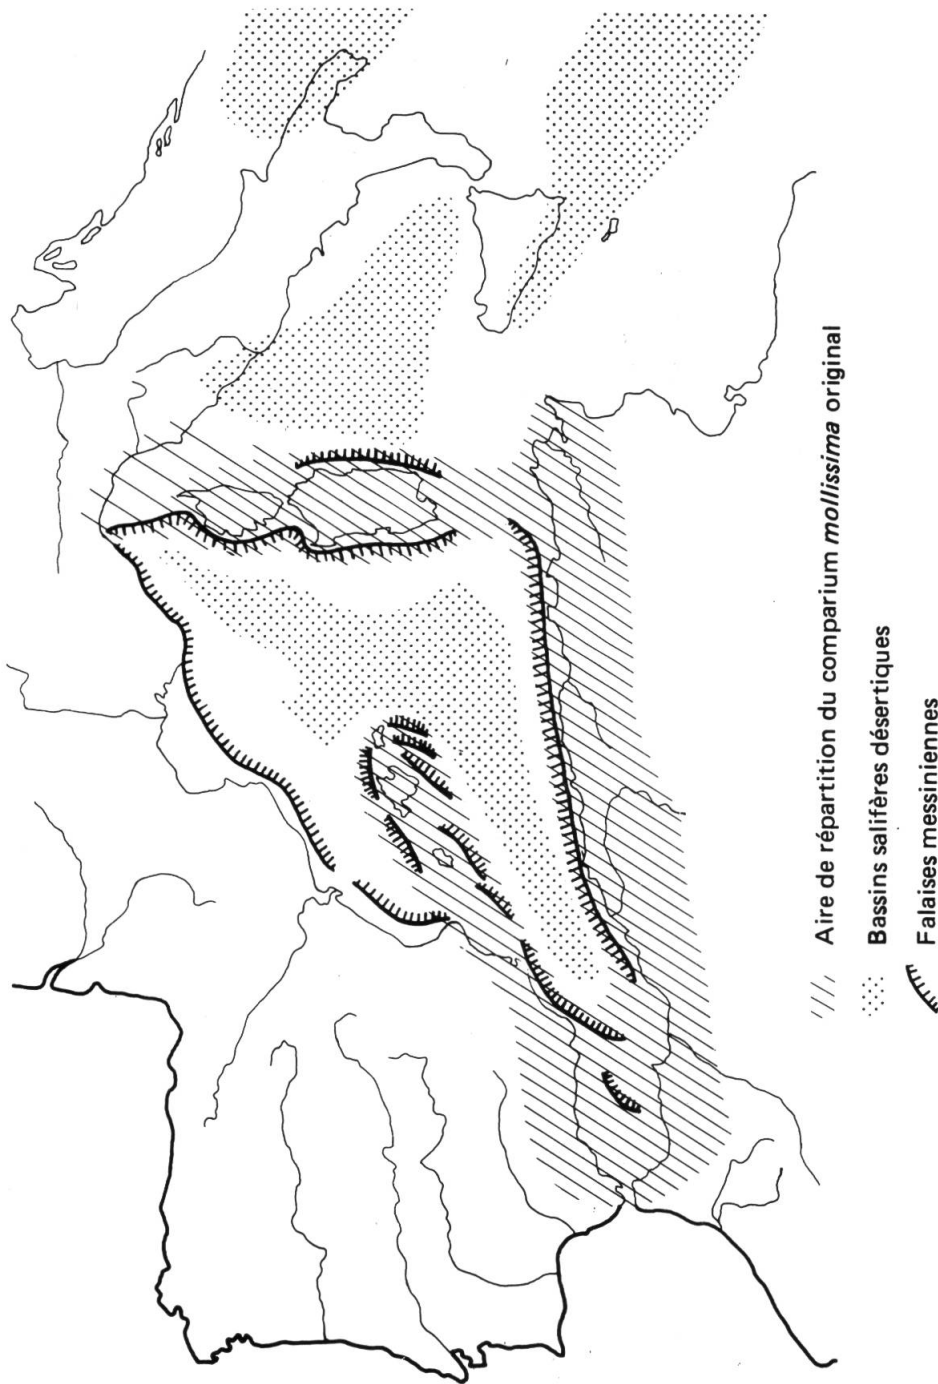 Aire de répartition du comparium mollissima original
Bassins salifères désertiques
Falaises messiniennes